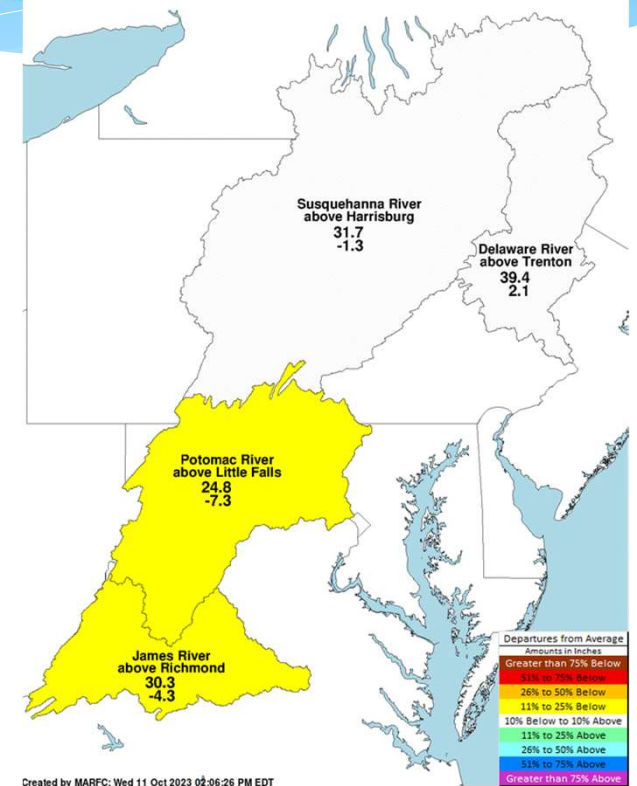 Susquehanna River
above Harrisburg
31.7
-1.3
Delaware River
above Trenton
39.4
2.1
Potomac River
above Little Falls
24.8
-7.3
James River
above Richmond
30.3
-4.3
Departures from Average
Amounts in Inches
Greater than 75% Below
51% to 75% Below
26% to 50% Below
11% to 25% Below
10% Below to 10% Above
11% to 25% Above
26% to 50% Above
51% to 75% Above
Greater than 75% Above
Created by MARFC: Wed 11 Oct 2023 02:06:26 PM EDT